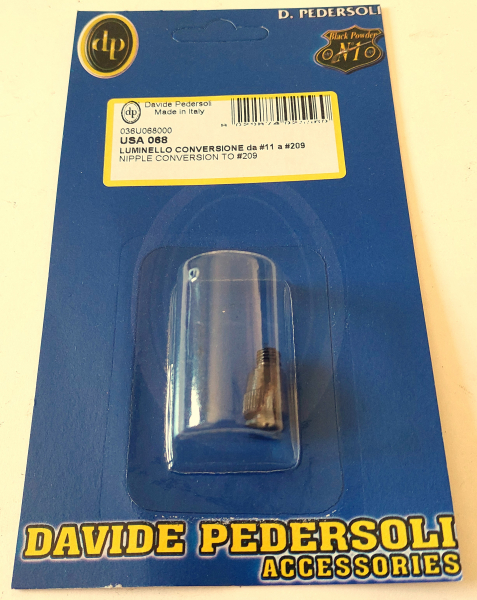 D. PEDERSOLI
dp
Black Powder
N1
dp
Davide Pedersoli
Made in Italy
036U068000
USA 068
LUMINELLO CONVERSIONE da #11 a #209
NIPPLE CONVERSION TO #209
DAVIDE PEDERSOLI
ACCESSORIES